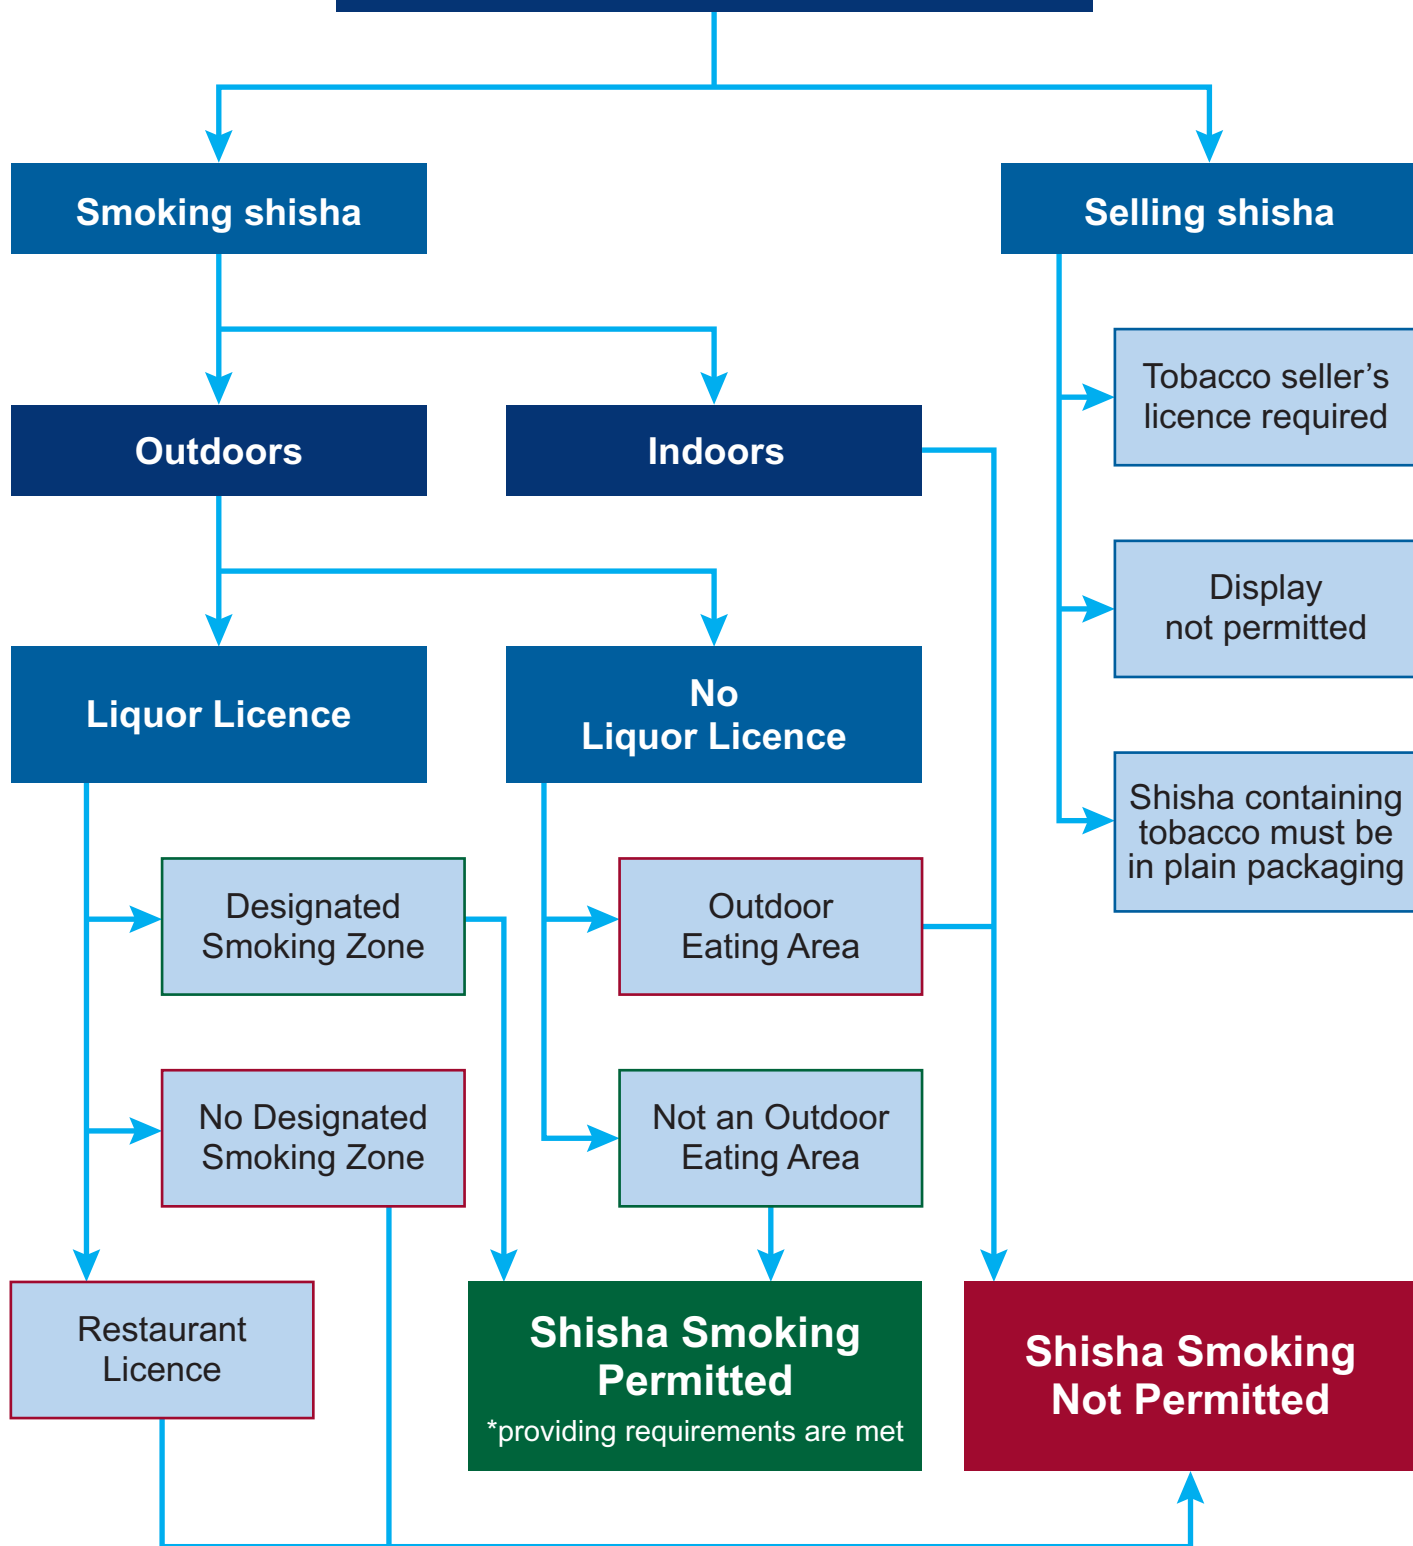 Smoking shisha
Selling shisha
Tobacco seller’s
licence required
Outdoors
Indoors
Display
not permitted
Liquor Licence
No
Liquor Licence
Shisha containing
tobacco must be
in plain packaging
Designated
Smoking Zone
Outdoor
Eating Area
No Designated
Smoking Zone
Not an Outdoor
Eating Area
Restaurant
Licence
Shisha Smoking
Permitted
*providing requirements are met
Shisha Smoking
Not Permitted